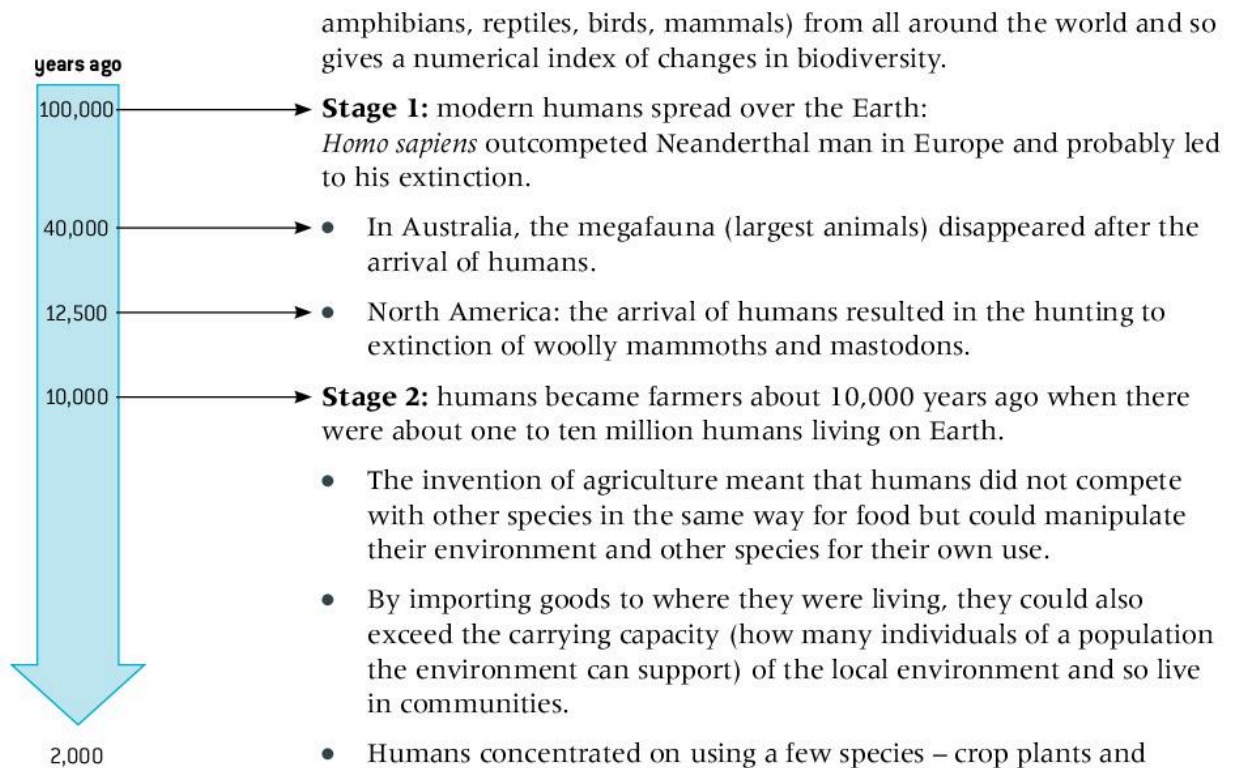 amphibians, reptiles, birds, mammals) from all around the world and so
gives a numerical index of changes in biodiversity.
years ago
100,000
Stage 1: modern humans spread over the Earth:
Homo sapiens outcompeted Neanderthal man in Europe and probably led
to his extinction.
40,000
• In Australia, the megafauna (largest animals) disappeared after the
arrival of humans.
12,500
• North America: the arrival of humans resulted in the hunting to
extinction of woolly mammoths and mastodons.
10,000
Stage 2: humans became farmers about 10,000 years ago when there
were about one to ten million humans living on Earth.
• The invention of agriculture meant that humans did not compete
with other species in the same way for food but could manipulate
their environment and other species for their own use.
• By importing goods to where they were living, they could also
exceed the carrying capacity (how many individuals of a population
the environment can support) of the local environment and so live
in communities.
2,000
• Humans concentrated on using a few species – crop plants and